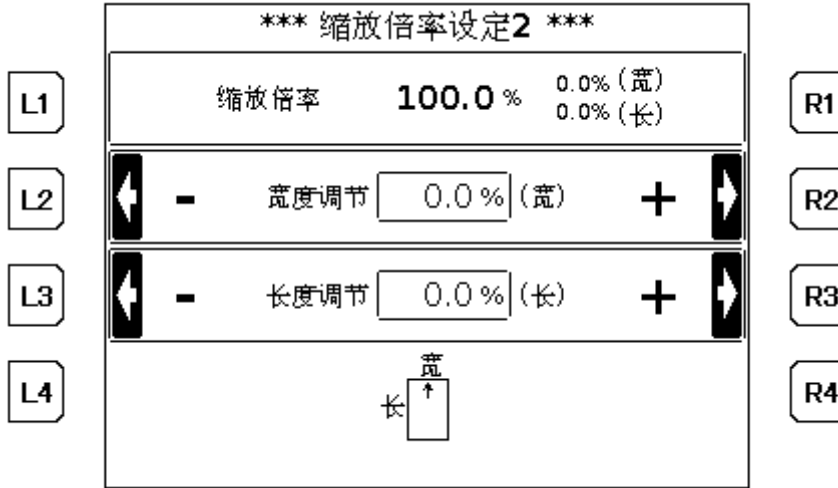 *** 缩放倍率设定2 ***
L1
缩放倍率 100.0 % 0.0% (宽)
0.0% (长)
R1
L2
- 宽度调节 0.0 % (宽) +
R2
L3
- 长度调节 0.0 % (长) +
R3
L4
宽
长
R4